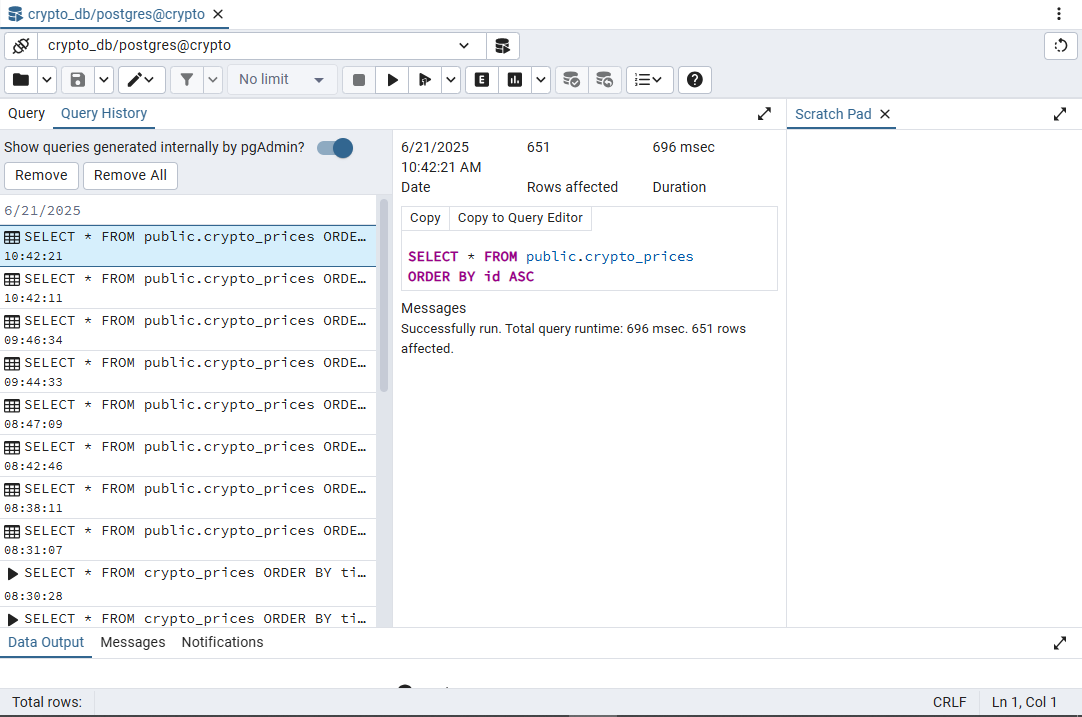 crypto_db/postgres@crypto
crypto_db/postgres@crypto
No limit
E
Query Query History
Scratch Pad
Show queries generated internally by pgAdmin?
Remove Remove All
6/21/2025
SELECT * FROM public.crypto_prices ORDE…
10:42:21
SELECT * FROM public.crypto_prices ORDE…
10:42:11
SELECT * FROM public.crypto_prices ORDE…
09:46:34
SELECT * FROM public.crypto_prices ORDE…
09:44:33
SELECT * FROM public.crypto_prices ORDE…
08:47:09
SELECT * FROM public.crypto_prices ORDE…
08:42:46
SELECT * FROM public.crypto_prices ORDE…
08:38:11
SELECT * FROM public.crypto_prices ORDE…
08:31:07
SELECT * FROM crypto_prices ORDER BY ti…
08:30:28
SELECT * FROM crypto_prices ORDER BY ti…
6/21/2025 651 696 msec
10:42:21 AM
Date Rows affected Duration
Copy Copy to Query Editor
SELECT * FROM public.crypto_prices
ORDER BY id ASC
Messages
Successfully run. Total query runtime: 696 msec. 651 rows
affected.
Data Output Messages Notifications
Total rows:
CRLF Ln 1, Col 1